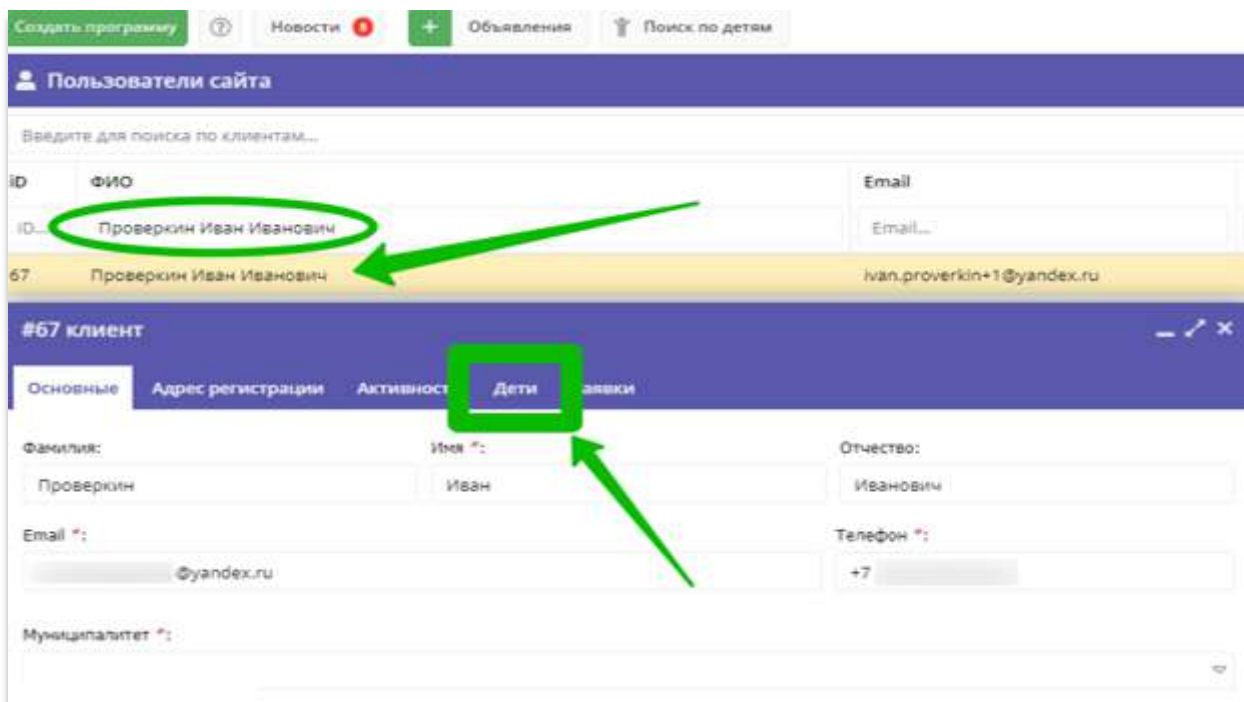 Создать программу ? Новости + Объявления Поиск по детям
Пользователи сайта
Введите для поиска по клиентам...
ID ФИО Email
ID... Проверкин Иван Иванович Email...
67 Проверкин Иван Иванович ivan.proverkin+1@yandex.ru
#67 клиент
Основные Адрес регистрации Активност Дети аявки
Фамилия: Имя *: Отчество:
Проверкин Иван Иванович
Email *: Телефон *:
@yandex.ru +7
Муниципалитет *: